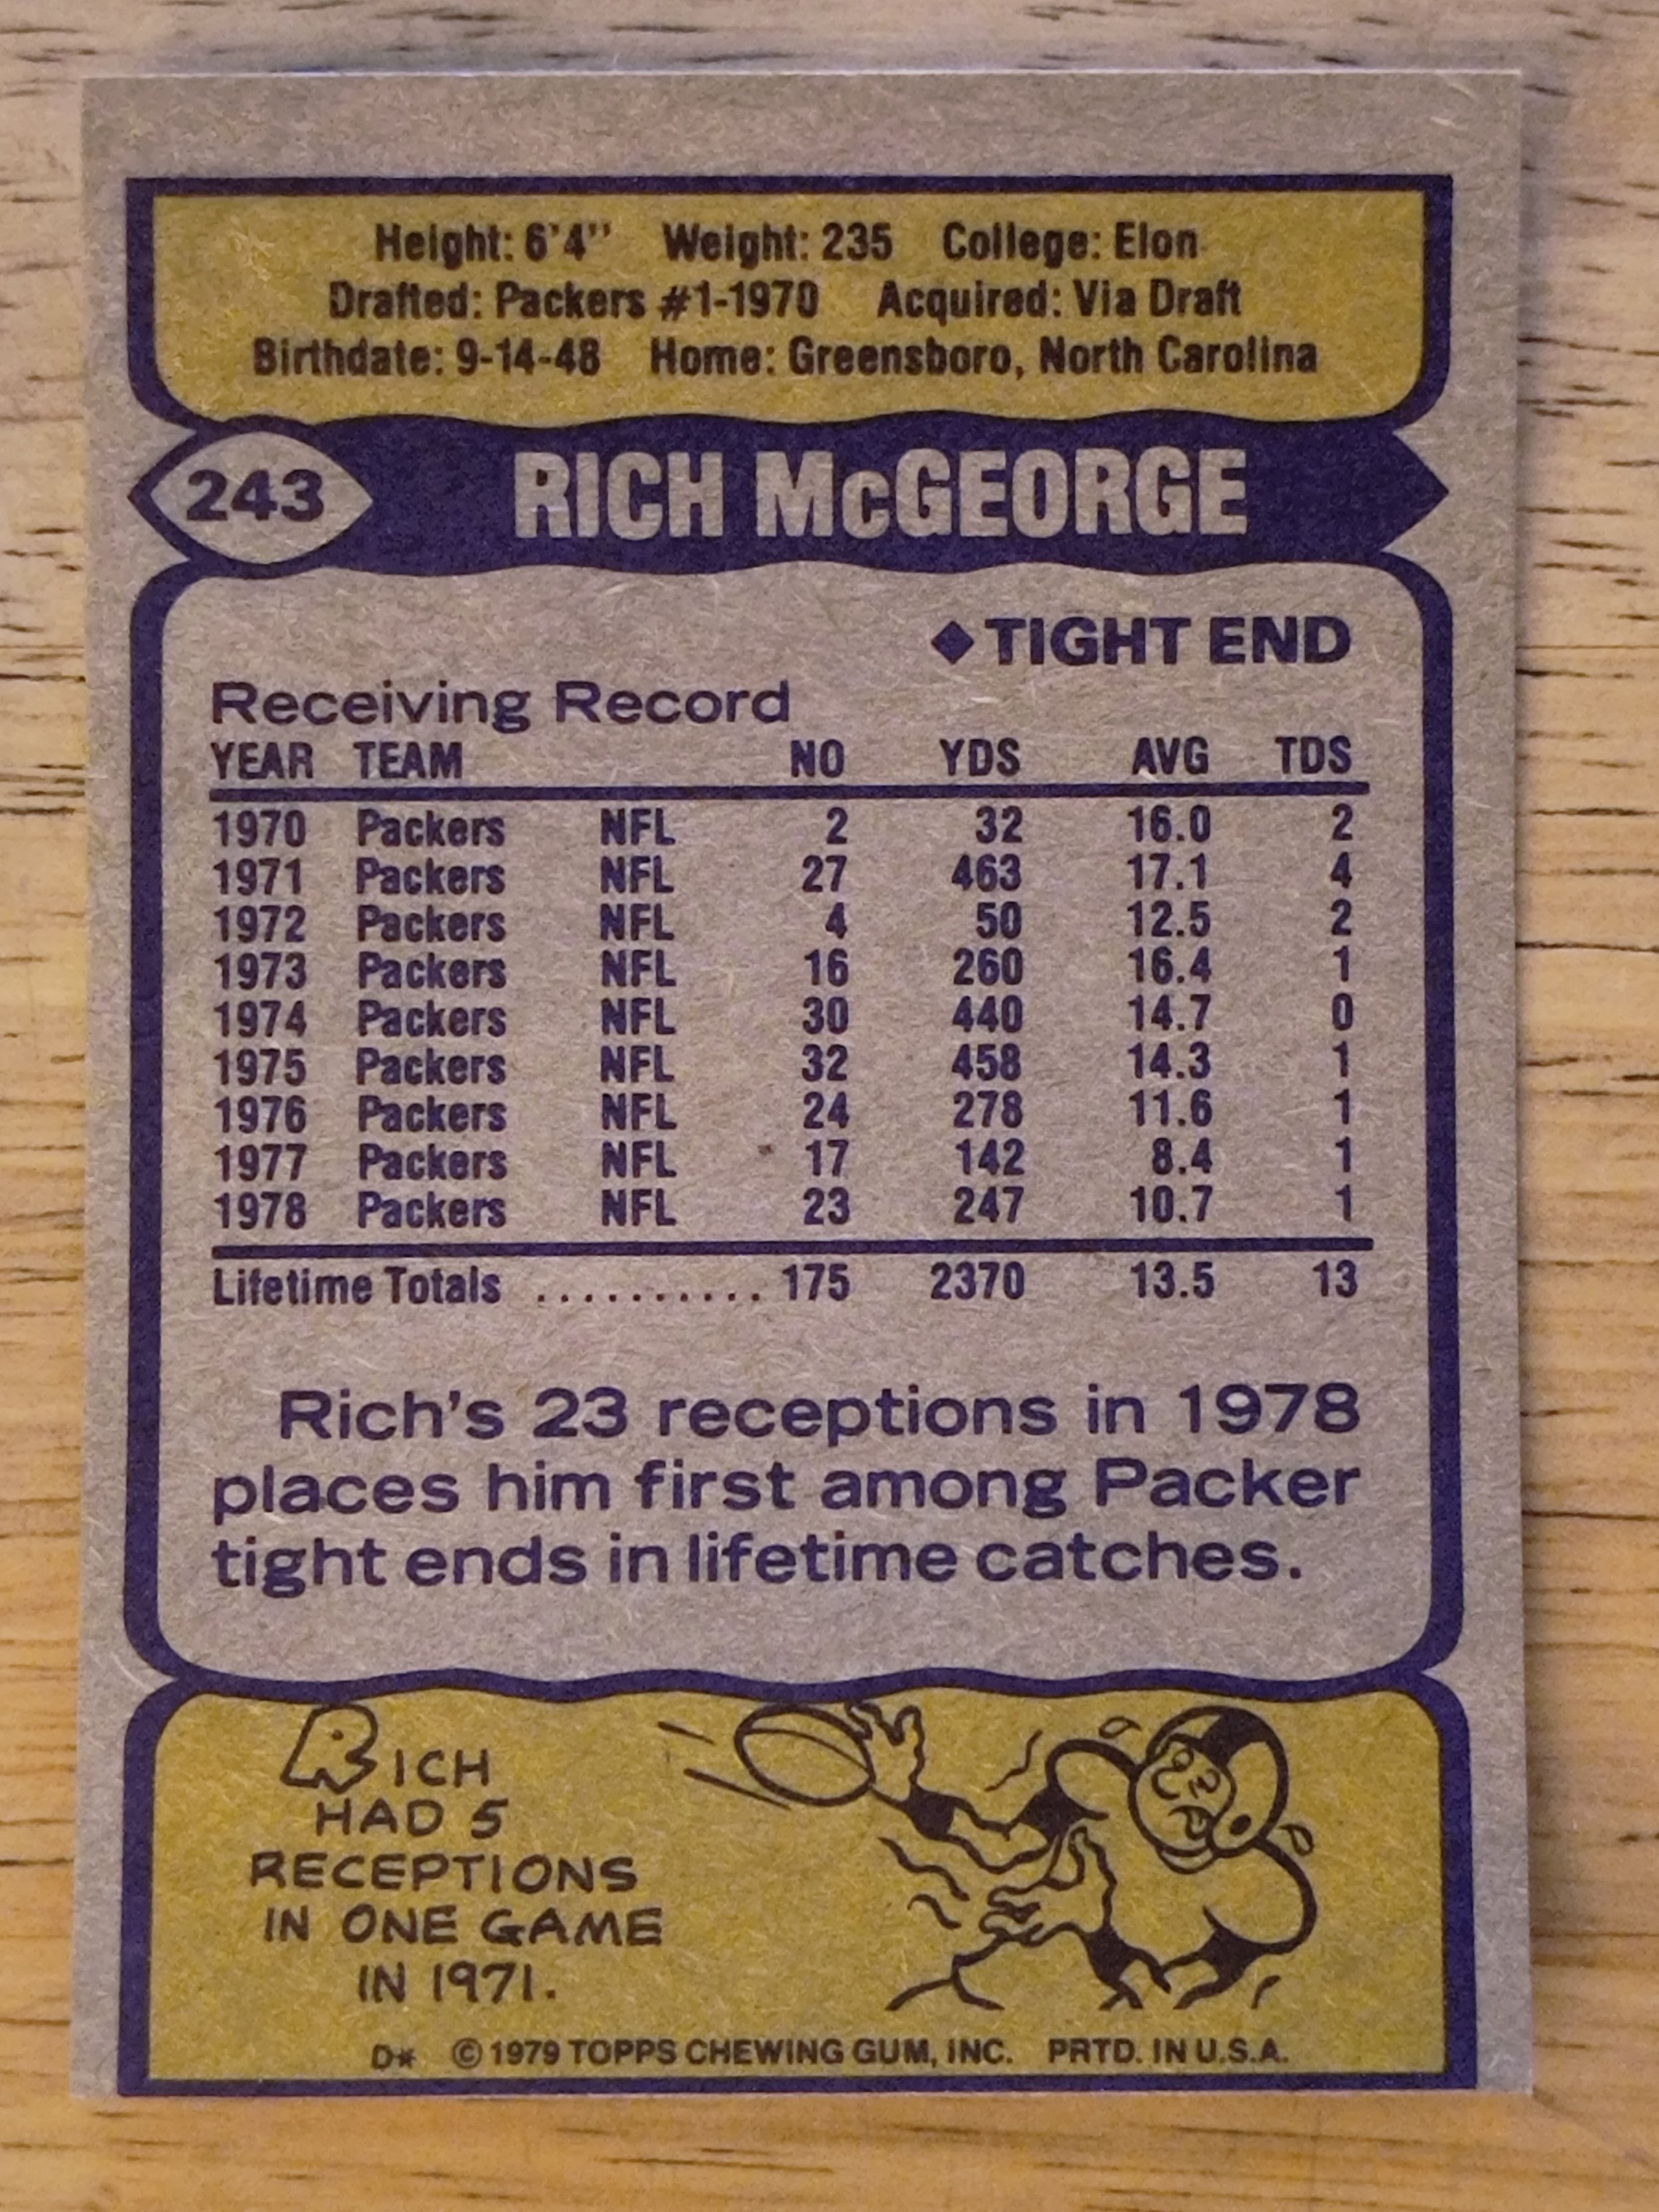 Height: 6'4'' Weight: 235 College: Elon
Drafted: Packers #1-1970 Acquired: Via Draft
Birthdate: 9-14-48 Home: Greensboro, North Carolina
243 RICH McGEORGE
◆TIGHT END
Receiving Record
YEAR TEAM NO YDS AVG TDS
1970 Packers NFL 2 32 16.0 2
1971 Packers NFL 27 463 17.1 4
1972 Packers NFL 4 50 12.5 2
1973 Packers NFL 16 260 16.4 1
1974 Packers NFL 30 440 14.7 0
1975 Packers NFL 32 458 14.3 1
1976 Packers NFL 24 278 11.6 1
1977 Packers NFL 17 142 8.4 1
1978 Packers NFL 23 247 10.7 1
Lifetime Totals .......... 175 2370 13.5 13
Rich's 23 receptions in 1978
places him first among Packer
tight ends in lifetime catches.
RICH
HAD 5
RECEPTIONS
IN ONE GAME
IN 1971.
D* © 1979 TOPPS CHEWING GUM, INC. PRTD. IN U.S.A.